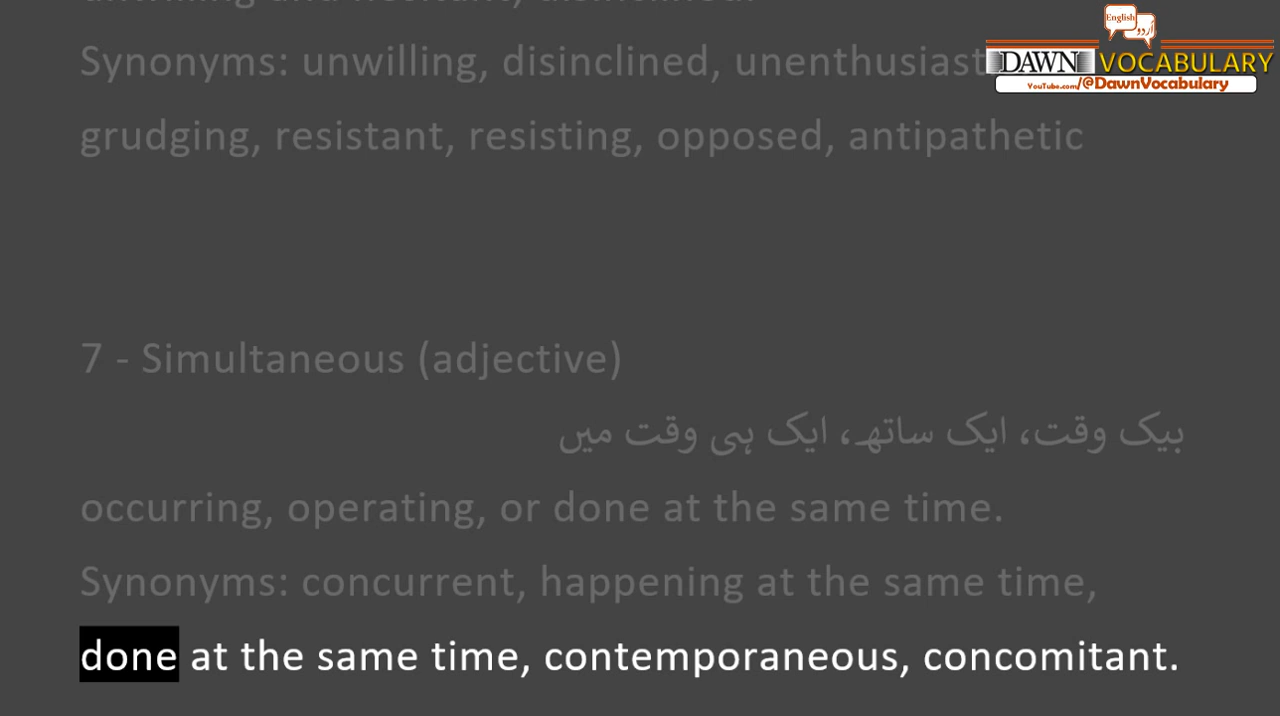 English
اُردو
DAWN VOCABULARY
YouTube.com/@DawnVocabulary
Synonyms: unwilling, disinclined,
grudging, resistant, resisting, opposed, antipathetic
7 - Simultaneous (adjective)
بیک وقت، ایک ساتھ، ایک ہی وقت میں
occurring, operating, or done at the same time.
Synonyms: concurrent, happening at the same time,
done at the same time, contemporaneous, concomitant.